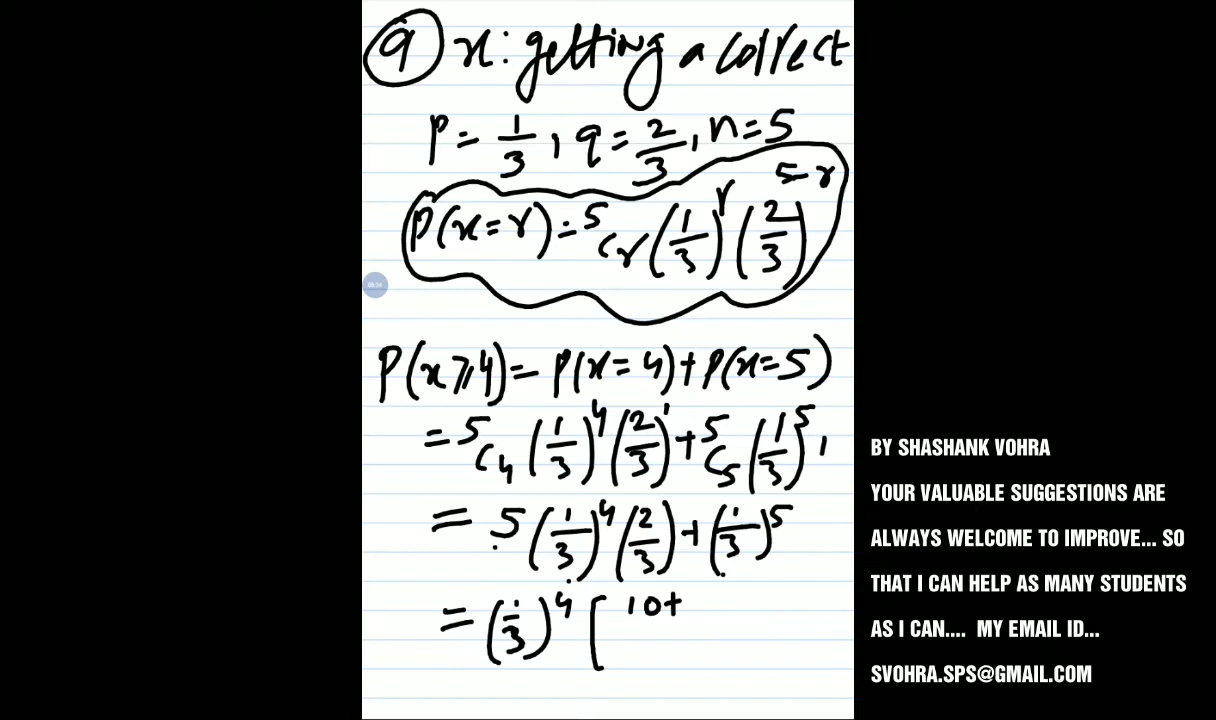 9 x: getting a correct
P = 1/3, q = 2/3, n = 5
P(x = r) = ⁵Cr (1/3)^r (2/3)^5-r
P(x ⩾ 4) = P(x = 4) + P(x = 5)
= ⁵C₄ (1/3)^4 (2/3)^1 + ⁵C₅ (1/3)^5 1
= 5 (1/3)^4 (2/3) + (1/3)^5
= (1/3)^4 [ 10+
BY SHASHANK VOHRA
YOUR VALUABLE SUGGESTIONS ARE
ALWAYS WELCOME TO IMPROVE... SO
THAT I CAN HELP AS MANY STUDENTS
AS I CAN.... MY EMAIL ID...
SVOHRA.SPS@GMAIL.COM